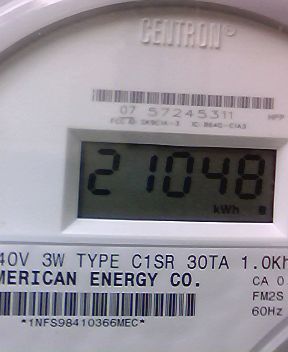 CENTRON®
07 57245311
HPP
21048
kWh
40V 3W TYPE C1SR 30TA 1.0Kh
MERICAN ENERGY CO.
CA 0
FM2S
60Hz
*1NFS98410366MEC*